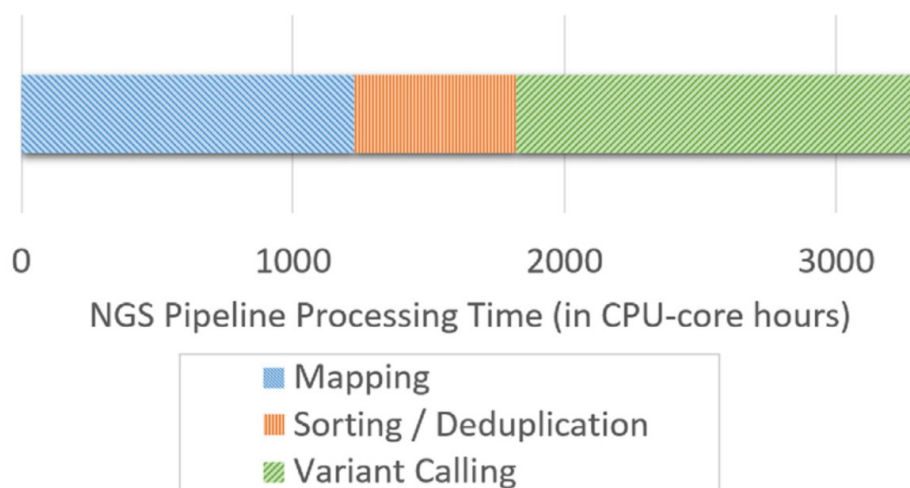 0 1000 2000 3000
NGS Pipeline Processing Time (in CPU-core hours)
Mapping
Sorting / Deduplication
Variant Calling